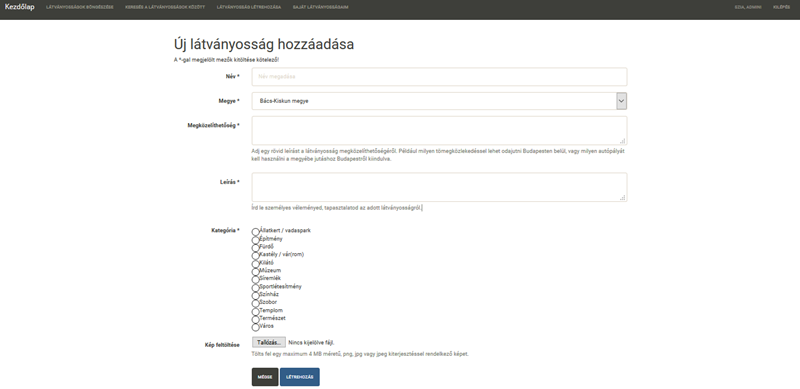 Kezdőlap LÁTVÁNYOSSÁGOK BÖNGÉSZÉSE KERESÉS A LÁTVÁNYOSSÁGOK KÖZÖTT LÁTVÁNYOSSÁG LÉTREHOZÁSA SAJÁT LÁTVÁNYOSSÁGAIM SZIA, ADMIN! KILÉPÉS
Új látványosság hozzáadása
A *-gal megjelölt mezők kitöltése kötelező!
Név * Név megadása
Megye * Bács-Kiskun megye
Megközelíthetőség *
Adj egy rövid leírást a látványosság megközelíthetőségéről. Például milyen tömegközlekedéssel lehet odajutni Budapesten belül, vagy milyen autópályát
kell használni a megyébe jutáshoz Budapestről kiindulva.
Leírás *
Írd le személyes véleményed, tapasztalatod az adott látványosságról.
Kategória * Állatkert / vadaspark
Építmény
Fürdő
Kastély / vár(rom)
Kilátó
Múzeum
Síremlék
Sportlétesítmény
Színház
Szobor
Templom
Természet
Város
Kép feltöltése Tallózás... Nincs kijelölve fájl.
Tölts fel egy maximum 4 MB méretű, png, jpg vagy jpeg kiterjesztéssel rendelkező képet.
MÉGSE LÉTREHOZÁS